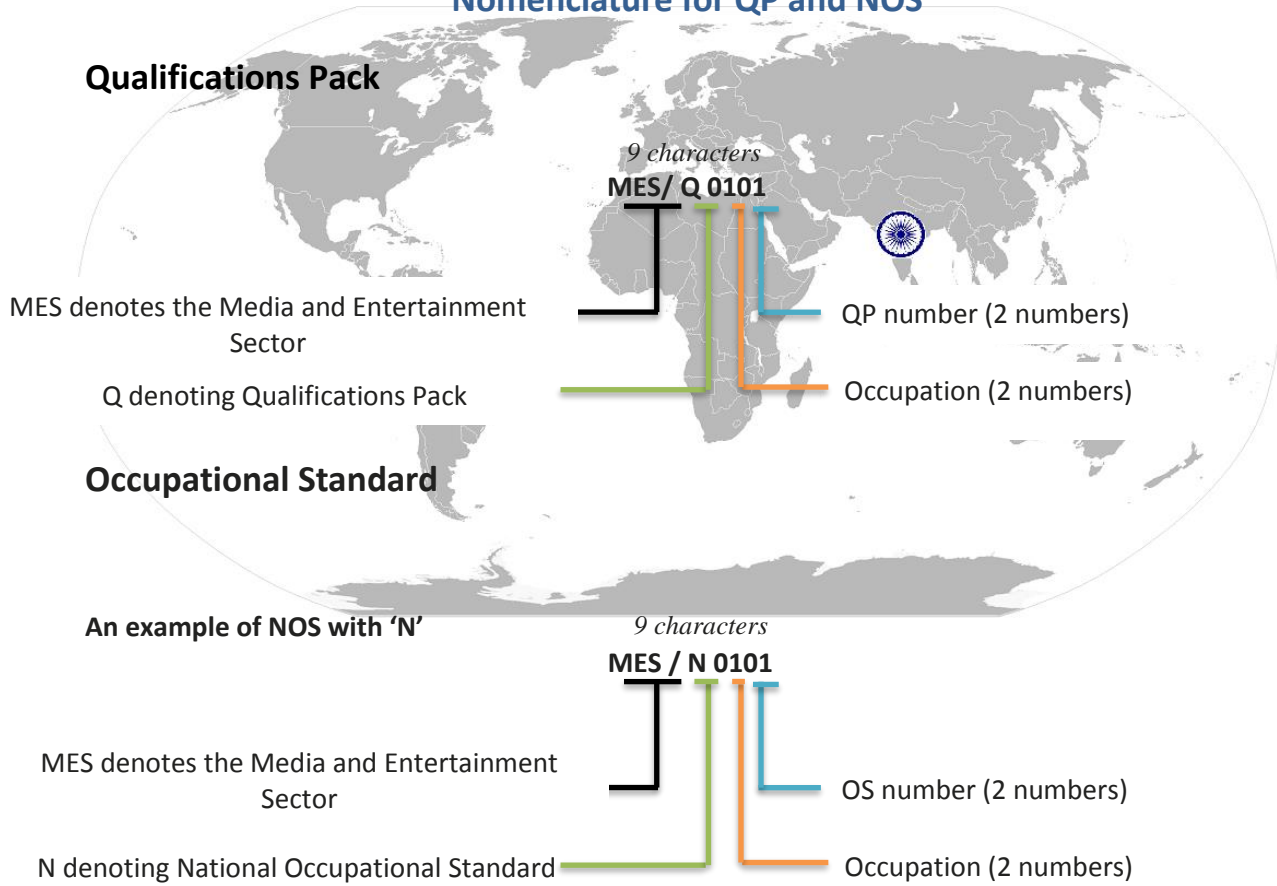 Nomenclature for QP and NOS
Qualifications Pack
9 characters
MES/ Q 0101
MES denotes the Media and Entertainment
Sector
QP number (2 numbers)
Q denoting Qualifications Pack
Occupation (2 numbers)
Occupational Standard
An example of NOS with ‘N’
9 characters
MES / N 0101
MES denotes the Media and Entertainment
Sector
OS number (2 numbers)
N denoting National Occupational Standard
Occupation (2 numbers)